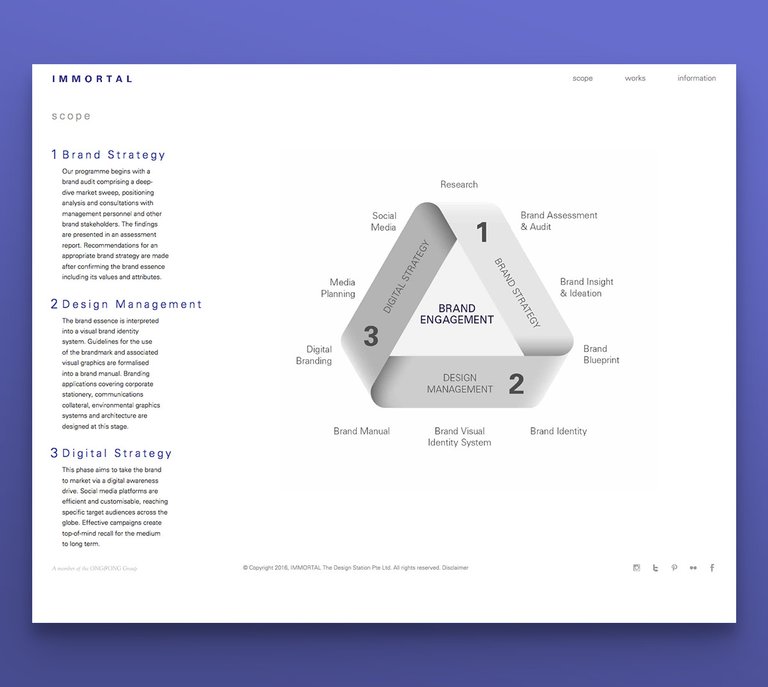 IMMORTAL
scope works information
scope
1 Brand Strategy
Our programme begins with a
brand audit comprising a deep-
dive market sweep, positioning
analysis and consultations with
management personnel and other
brand stakeholders. The findings
are presented in an assessment
report. Recommendations for an
appropriate brand strategy are made
after confirming the brand essence
including its values and attributes.
2 Design Management
The brand essence is interpreted
into a visual brand identity
system. Guidelines for the use
of the brandmark and associated
visual graphics are formalised
into a brand manual. Branding
applications covering corporate
stationery, communications
collateral, environmental graphics
systems and architecture are
designed at this stage.
3 Digital Strategy
This phase aims to take the brand
to market via a digital awareness
drive. Social media platforms are
efficient and customisable, reaching
specific target audiences across the
globe. Effective campaigns create
top-of-mind recall for the medium
to long term.
Research
Social
Media
Brand Assessment
& Audit
1
DIGITAL STRATEGY
BRAND STRATEGY
Media
Planning
Brand Insight
& Ideation
BRAND
ENGAGEMENT
3
Digital
Branding
Brand
Blueprint
DESIGN
MANAGEMENT
2
Brand Manual
Brand Visual
Identity System
Brand Identity
A member of the Group
© Copyright 2016, IMMORTAL The Design Station Pte Ltd. All rights reserved. Disclaimer